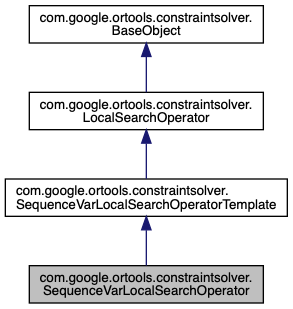 com.google.ortools.constraintsolver.
BaseObject
com.google.ortools.constraintsolver.
LocalSearchOperator
com.google.ortools.constraintsolver.
SequenceVarLocalSearchOperatorTemplate
com.google.ortools.constraintsolver.
SequenceVarLocalSearchOperator